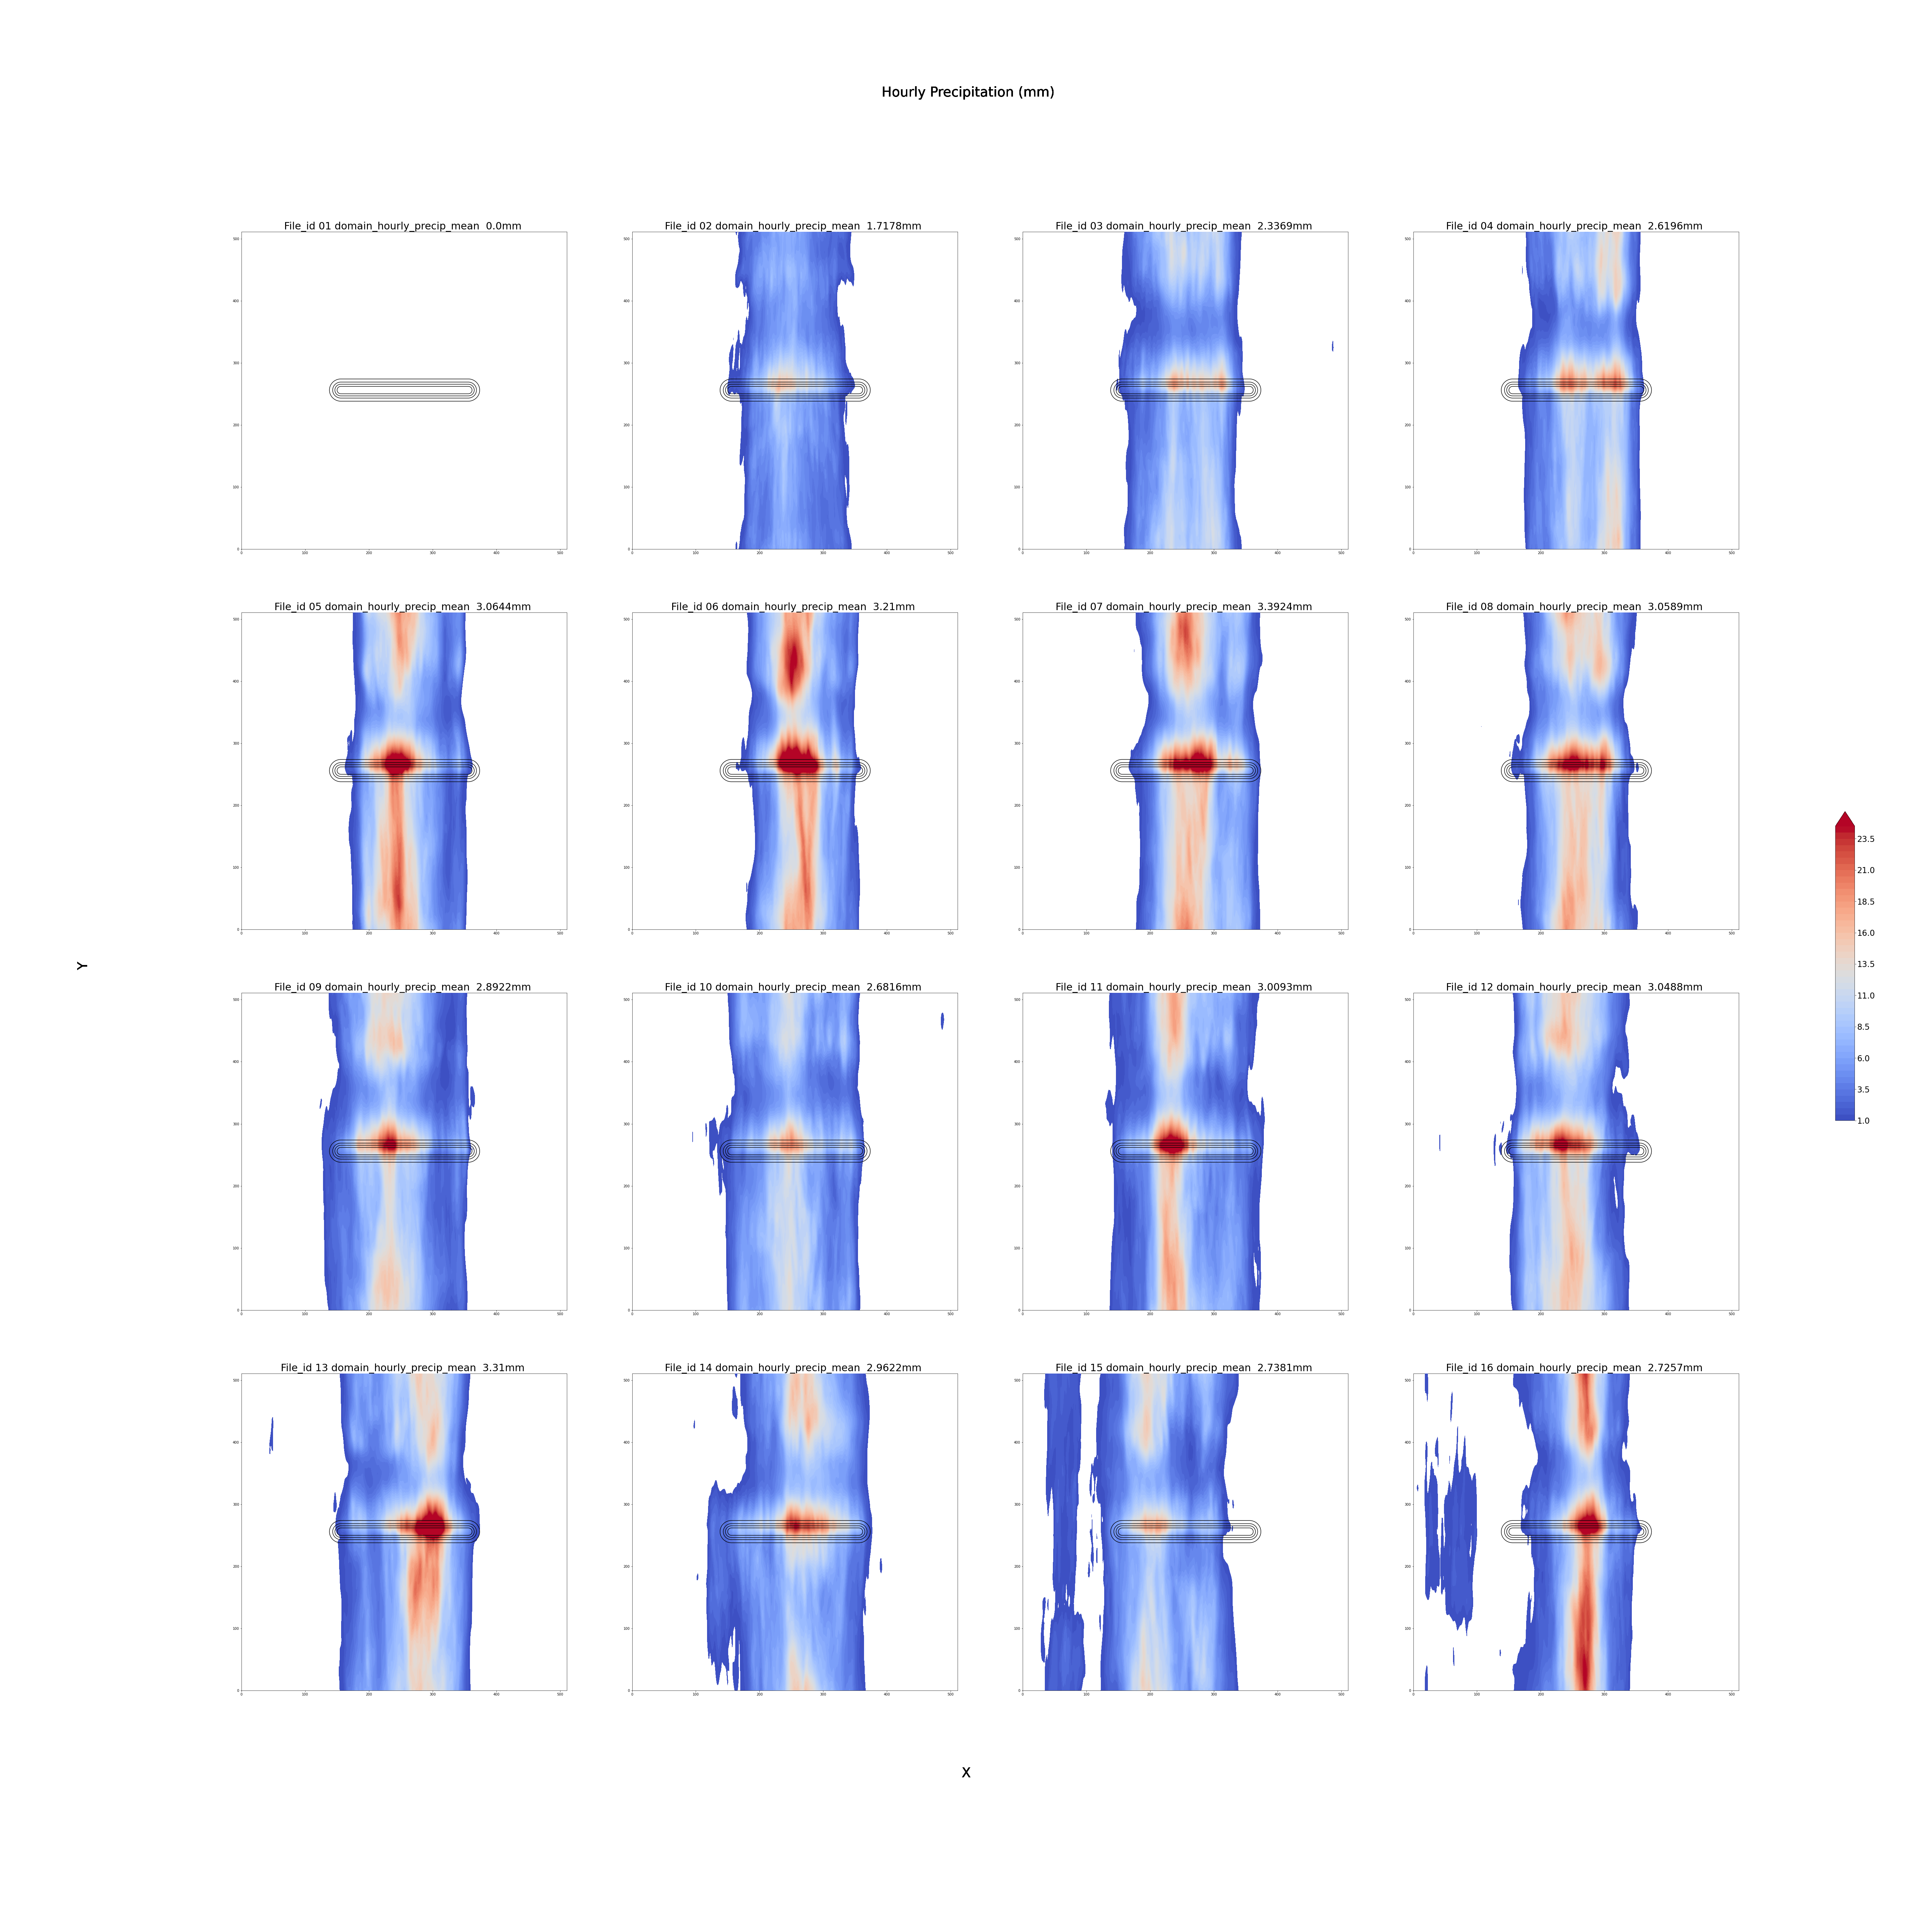 Hourly Precipitation (mm)
File_id 01 domain_hourly_precip_mean 0.0mm
File_id 02 domain_hourly_precip_mean 1.7178mm
File_id 03 domain_hourly_precip_mean 2.3369mm
File_id 04 domain_hourly_precip_mean 2.6196mm
File_id 05 domain_hourly_precip_mean 3.0644mm
File_id 06 domain_hourly_precip_mean 3.21mm
File_id 07 domain_hourly_precip_mean 3.3924mm
File_id 08 domain_hourly_precip_mean 3.0589mm
23.5
21.0
18.5
16.0
13.5
11.0
8.5
6.0
3.5
1.0
Y
File_id 09 domain_hourly_precip_mean 2.8922mm
File_id 10 domain_hourly_precip_mean 2.6816mm
File_id 11 domain_hourly_precip_mean 3.0093mm
File_id 12 domain_hourly_precip_mean 3.0488mm
File_id 13 domain_hourly_precip_mean 3.31mm
File_id 14 domain_hourly_precip_mean 2.9622mm
File_id 15 domain_hourly_precip_mean 2.7381mm
File_id 16 domain_hourly_precip_mean 2.7257mm
X